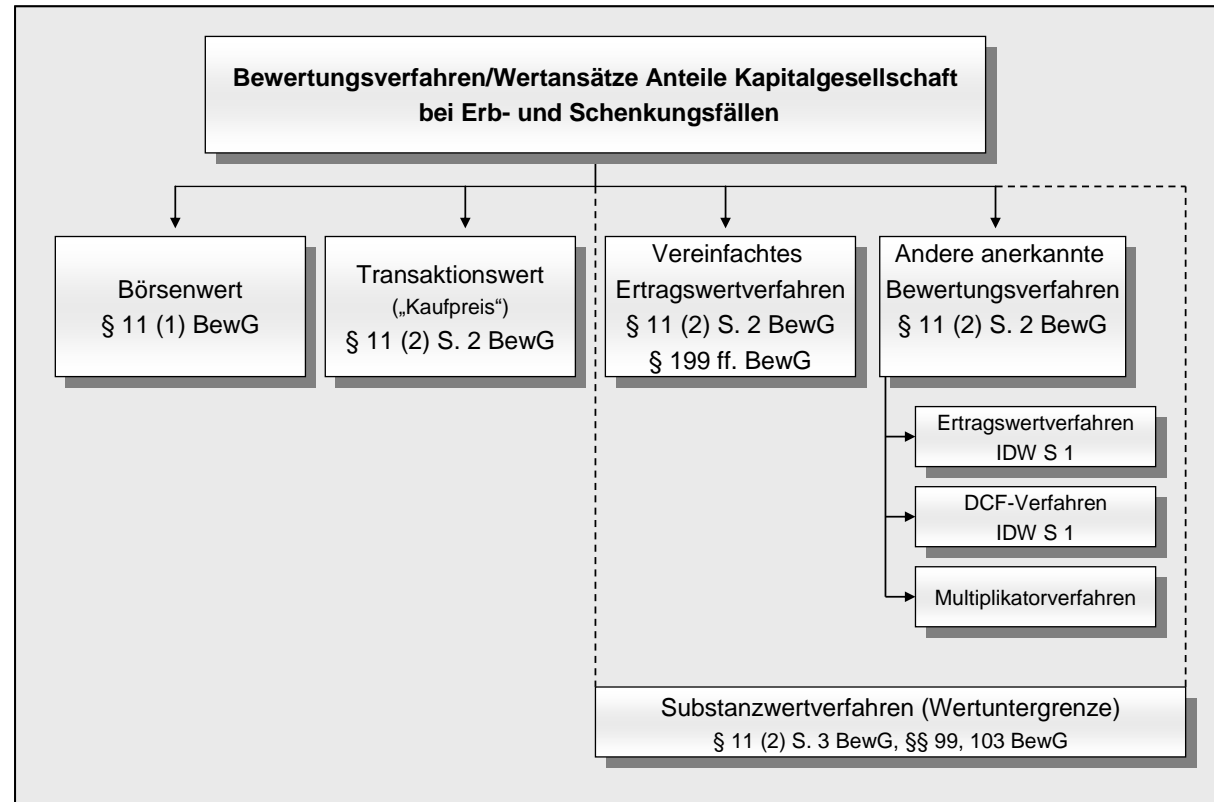 Bewertungsverfahren/Wertansätze Anteile Kapitalgesellschaft
bei Erb- und Schenkungsfällen
Börsenwert
§ 11 (1) BewG
Transaktionswert
(„Kaufpreis“)
§ 11 (2) S. 2 BewG
Vereinfachtes
Ertragswertverfahren
§ 11 (2) S. 2 BewG
§ 199 ff. BewG
Andere anerkannte
Bewertungsverfahren
§ 11 (2) S. 2 BewG
Ertragswertverfahren
IDW S 1
DCF-Verfahren
IDW S 1
Multiplikatorverfahren
Substanzwertverfahren (Wertuntergrenze)
§ 11 (2) S. 3 BewG, §§ 99, 103 BewG